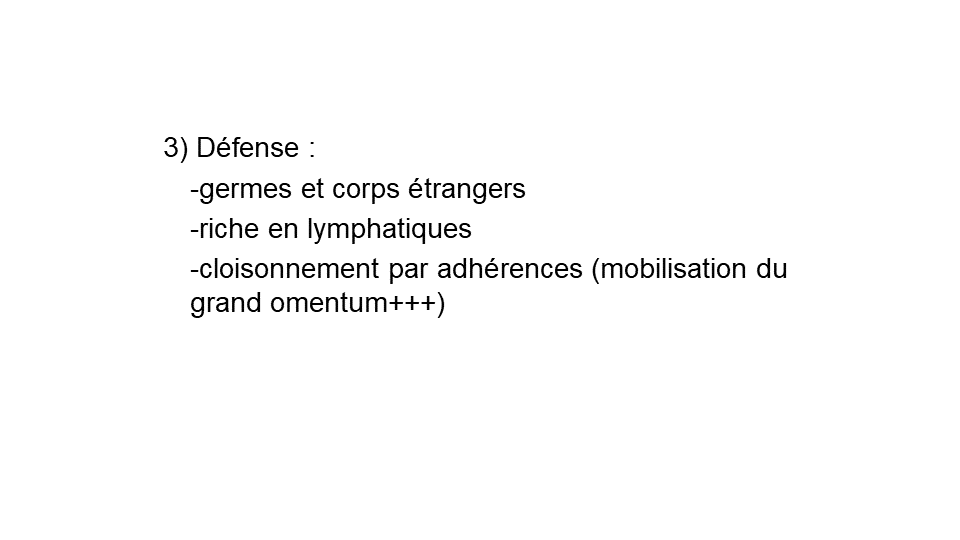 3) Défense :
-germes et corps étrangers
-riche en lymphatiques
-cloisonnement par adhérences (mobilisation du
grand omentum+++)